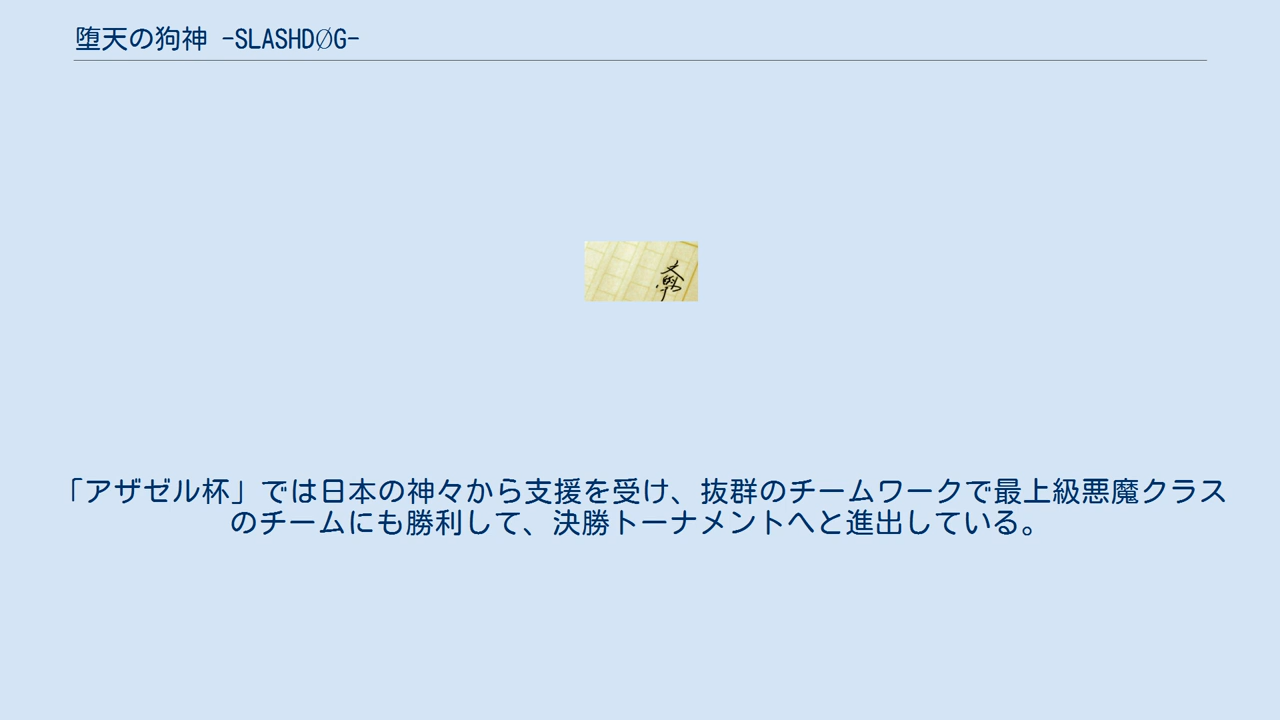 堕天の狗神 -SLASHDØG-
「アザゼル杯」では日本の神々から支援を受け、抜群のチームワークで最上級悪魔クラス
のチームにも勝利して、決勝トーナメントへと進出している。